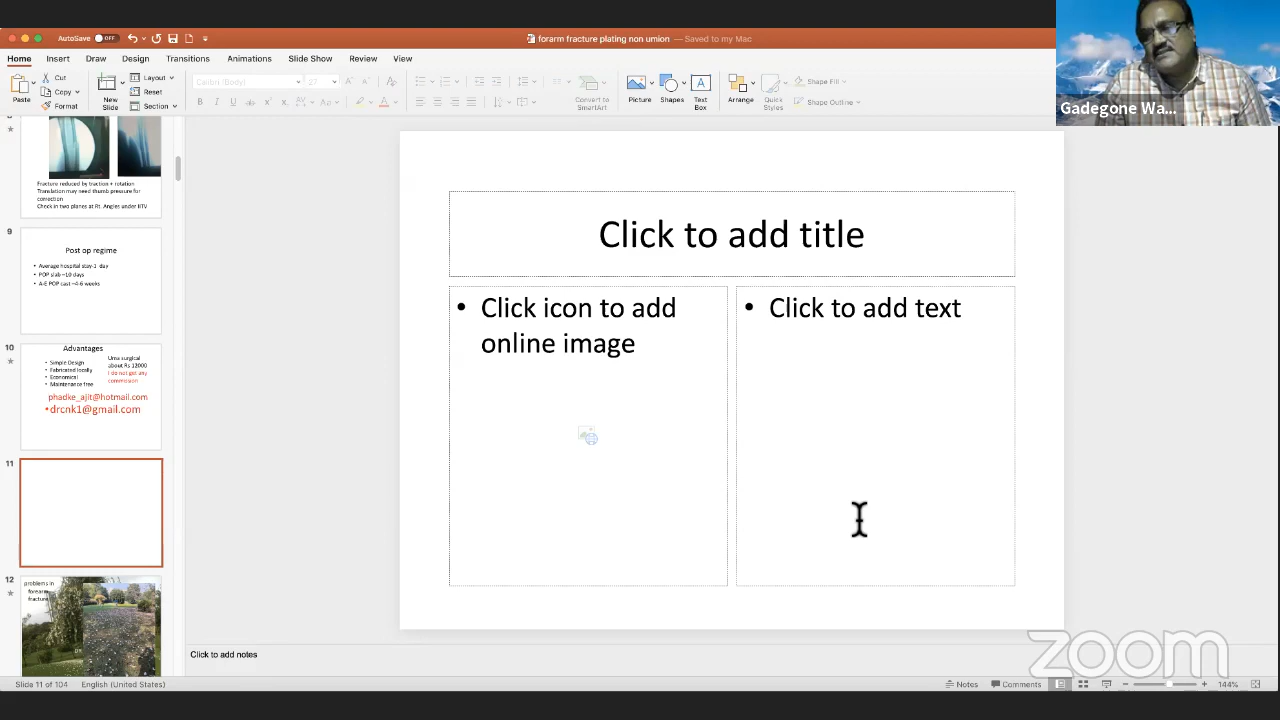 AutoSave OFF
forarm fracture plating non union — Saved to my Mac
Home Insert Draw Design Transitions Animations Slide Show Review View
Paste
Cut
Copy
Format
New Slide
Layout
Reset
Section
Calibri (Body) 27
Convert to SmartArt
Picture
Shapes
Text Box
Arrange
Quick Styles
Shape Fill
Shape Outline
Gadegone Wa...
Fracture reduced by traction + rotation
Translation may need thumb pressure for
correction
Check in two planes at Rt. Angles under IITV
9
Post op regime
• Average hospital stay-1 day
• POP slab ~10 days
• A-E POP cast ~4-6 weeks
10
Advantages
• Simple Design
• Fabricated locally
• Economical
• Maintenance free
Uma surgical
about Rs 12000
I do not get any
commission
phadke_ajit@hotmail.com
•drcnk1@gmail.com
11
12
problems in
forearm
fracture
Click to add title
• Click icon to add
online image
• Click to add text
Click to add notes
zoom
Slide 11 of 104 English (United States)
Notes Comments 144%